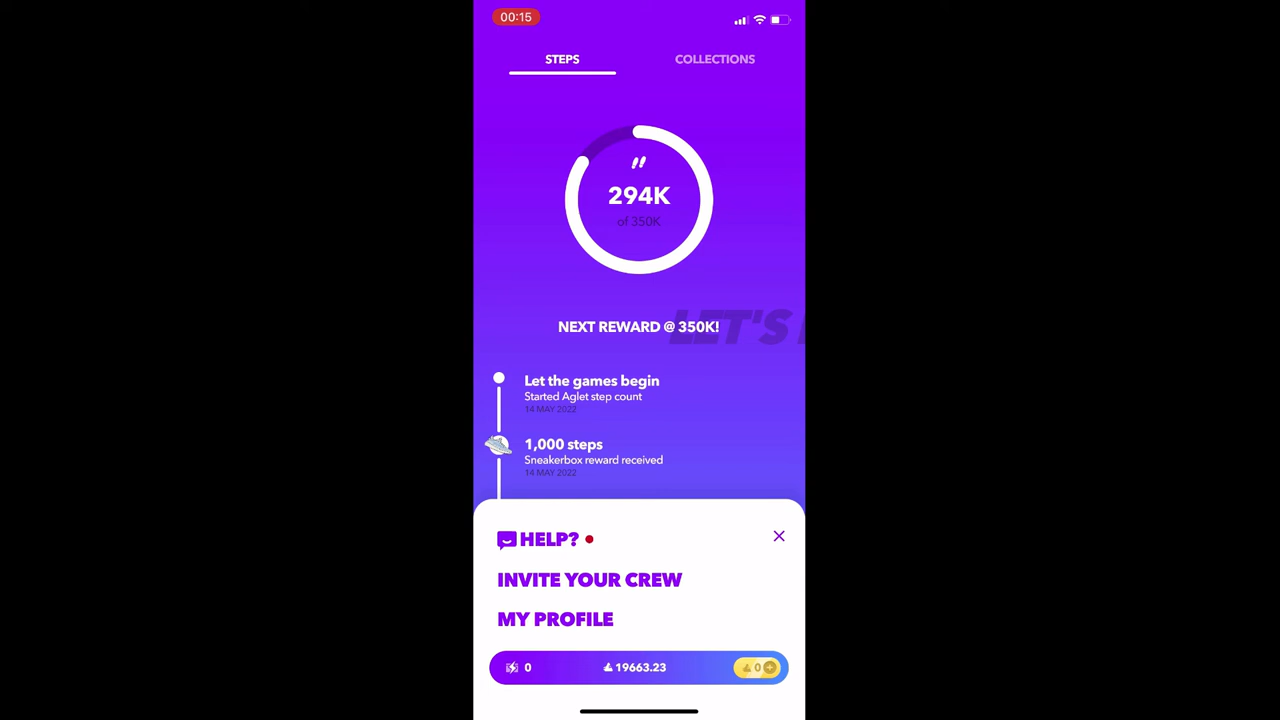 00:15
STEPS
COLLECTIONS
294K
of 350K
LET'S
NEXT REWARD @ 350K!
Let the games begin
Started Aglet step count
14 MAY 2022
1,000 steps
Sneakerbox reward received
14 MAY 2022
HELP?
INVITE YOUR CREW
MY PROFILE
0
19663.23
0